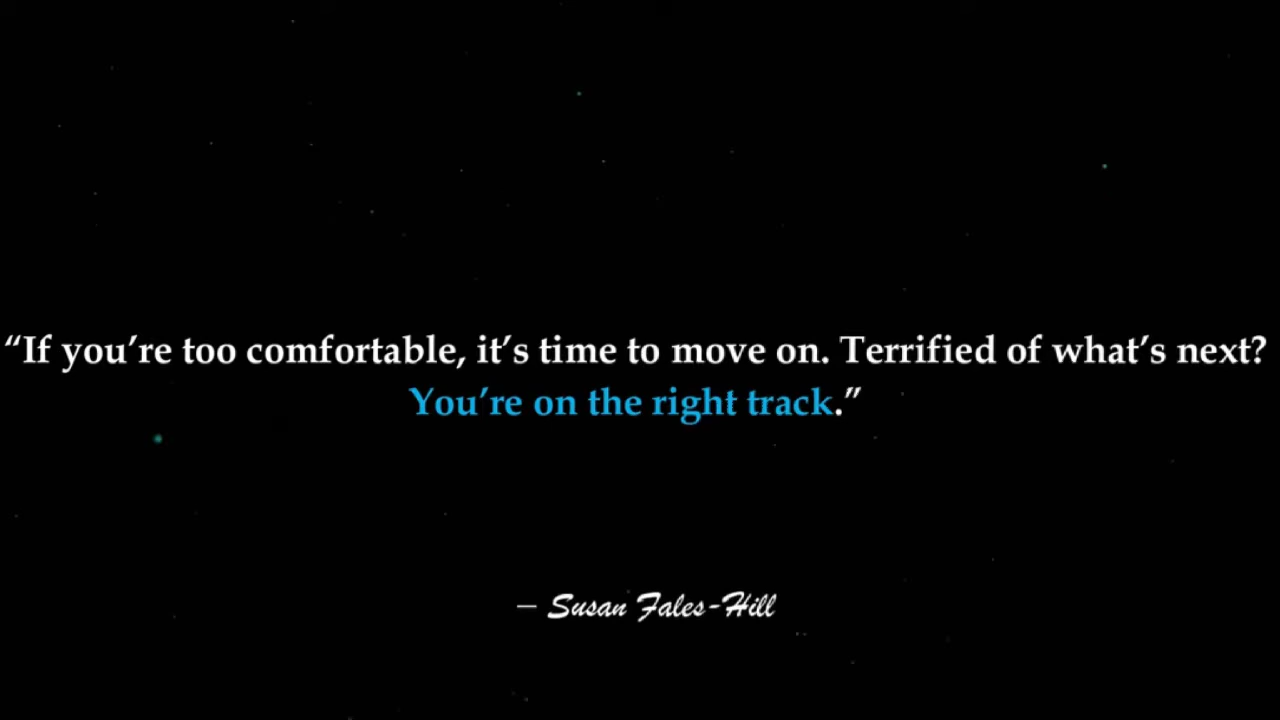 “If you’re too comfortable, it’s time to move on. Terrified of what’s next?
You’re on the right track.”
– Susan Fales-Hill